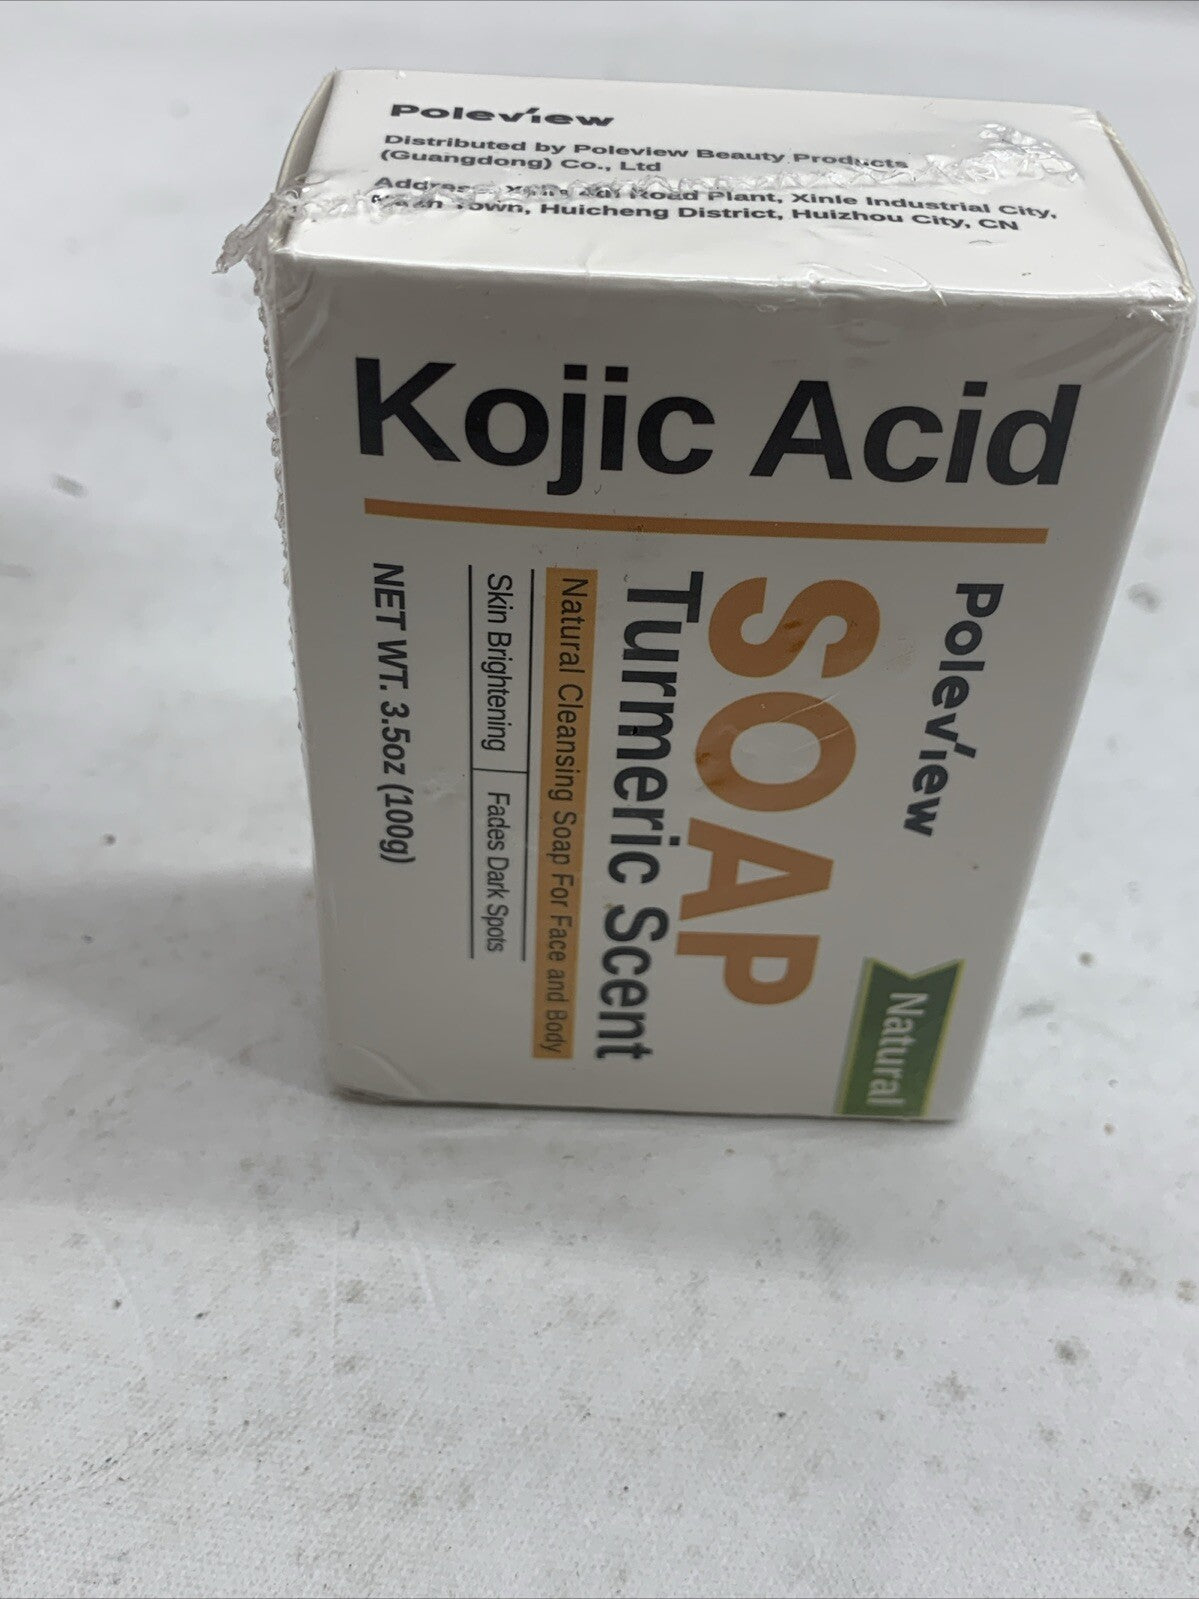 Poleview
Distributed by Poleview Beauty Products
(Guangdong) Co., Ltd
Road Plant, Xinle Industrial City,
Town, Huicheng District, Huizhou City, CN
Kojic Acid
Poleview
Natural
SOAP
Turmeric Scent
Natural Cleansing Soap For Face and Body
Skin Brightening
Fades Dark Spots
NET WT. 3.5oz (100g)